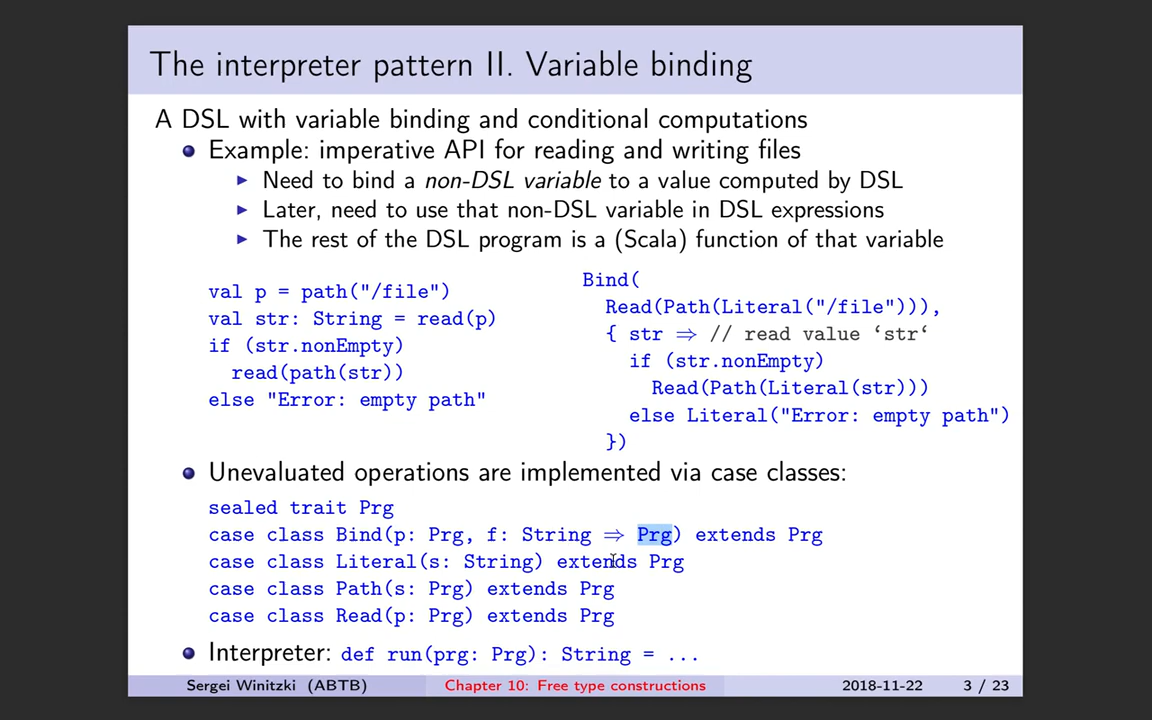 The interpreter pattern II. Variable binding
A DSL with variable binding and conditional computations
Example: imperative API for reading and writing files
Need to bind a non-DSL variable to a value computed by DSL
Later, need to use that non-DSL variable in DSL expressions
The rest of the DSL program is a (Scala) function of that variable
val p = path("/file")
val str: String = read(p)
if (str.nonEmpty)
read(path(str))
else "Error: empty path"
Bind(
Read(Path(Literal("/file"))),
{ str ⇒ // read value ‘str‘
if (str.nonEmpty)
Read(Path(Literal(str)))
else Literal("Error: empty path")
})
Unevaluated operations are implemented via case classes:
sealed trait Prg
case class Bind(p: Prg, f: String ⇒ Prg) extends Prg
case class Literal(s: String) extends Prg
case class Path(s: Prg) extends Prg
case class Read(p: Prg) extends Prg
Interpreter: def run(prg: Prg): String = ...
Sergei Winitzki (ABTB) Chapter 10: Free type constructions 2018-11-22 3 / 23